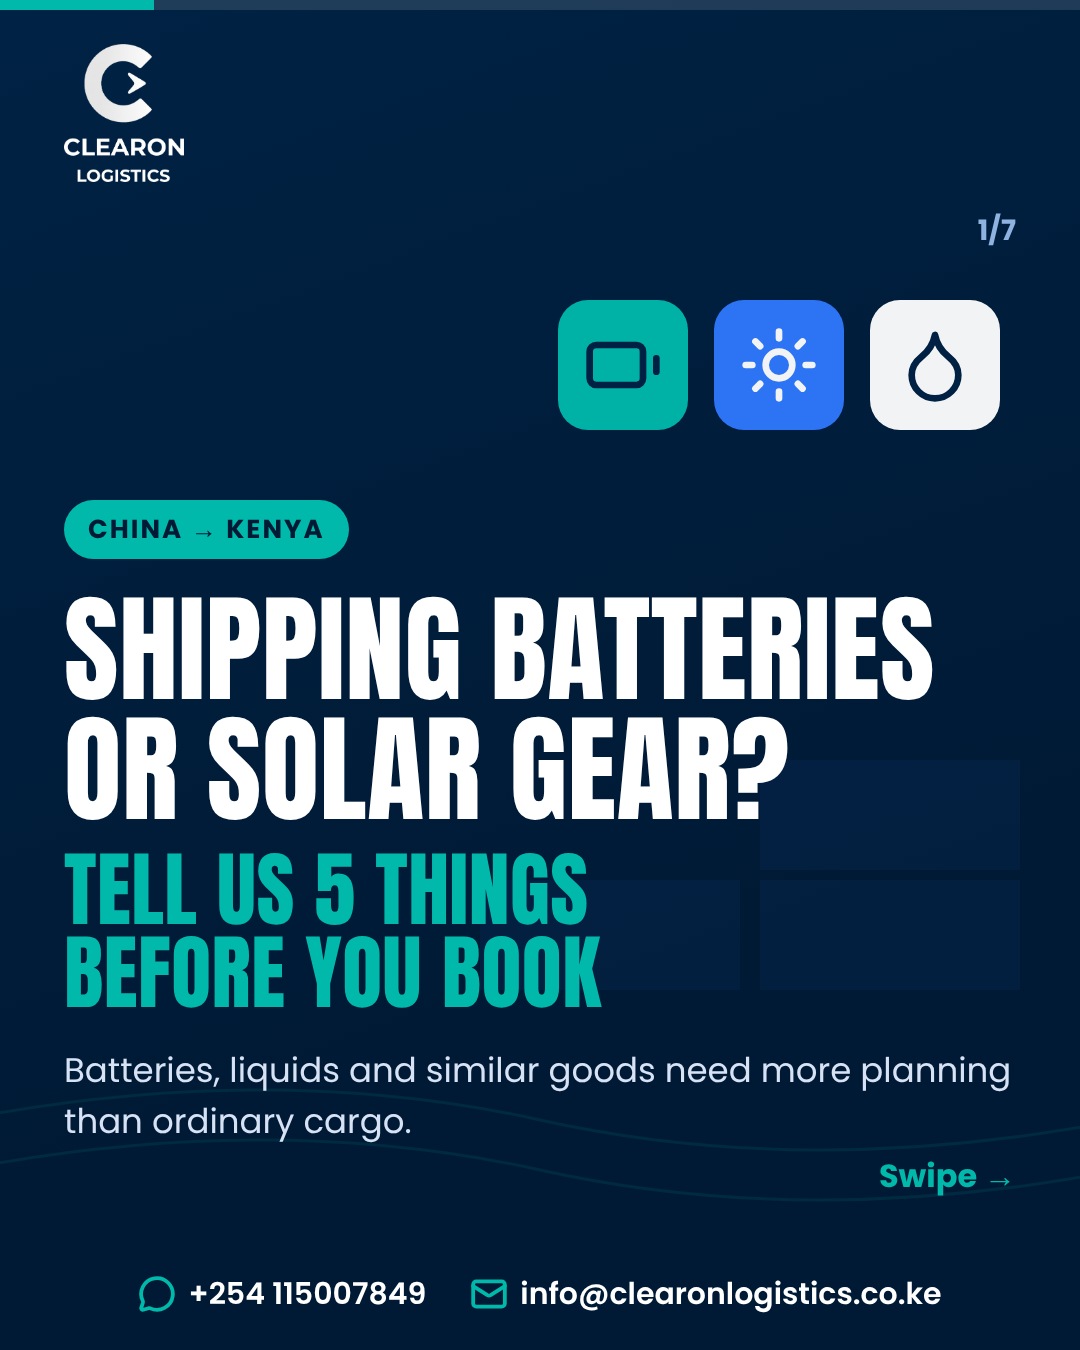 CLEARON
LOGISTICS
1/7
CHINA → KENYA
SHIPPING BATTERIES
OR SOLAR GEAR?
TELL US 5 THINGS
BEFORE YOU BOOK
Batteries, liquids and similar goods need more planning
than ordinary cargo.
Swipe →
+254 115007849 info@clearonlogistics.co.ke